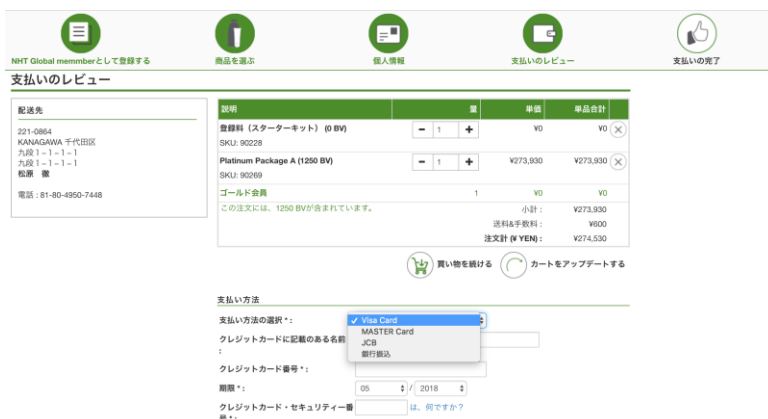 NHT Global memmberとして登録する
商品を選ぶ
個人情報
支払いのレビュー
支払いの完了
支払いのレビュー
配送先
221-0864
KANAGAWA 千代田区
九段1－1－1－1
九段1－1－1－1
松原　徹
電話 : 81-80-4950-7448
説明 量 単価 単品合計
登録料（スターターキット） (0 BV) − 1 + ¥0 ¥0
SKU: 90228
Platinum Package A (1250 BV) − 1 + ¥273,930 ¥273,930
SKU: 90269
ゴールド会員 1 ¥0 ¥0
この注文には、1250 BVが含まれています。 小計 : ¥273,930
送料&手数料 : ¥600
注文計 (¥ YEN) : ¥274,530
買い物を続ける カートをアップデートする
支払い方法
支払い方法の選択 * : ✓ Visa Card
MASTER Card
JCB
銀行振込
クレジットカードに記載のある名前
:
クレジットカード番号 * :
期限 * : 05 / 2018
クレジットカード・セキュリティー番 は、何ですか？
号 * :